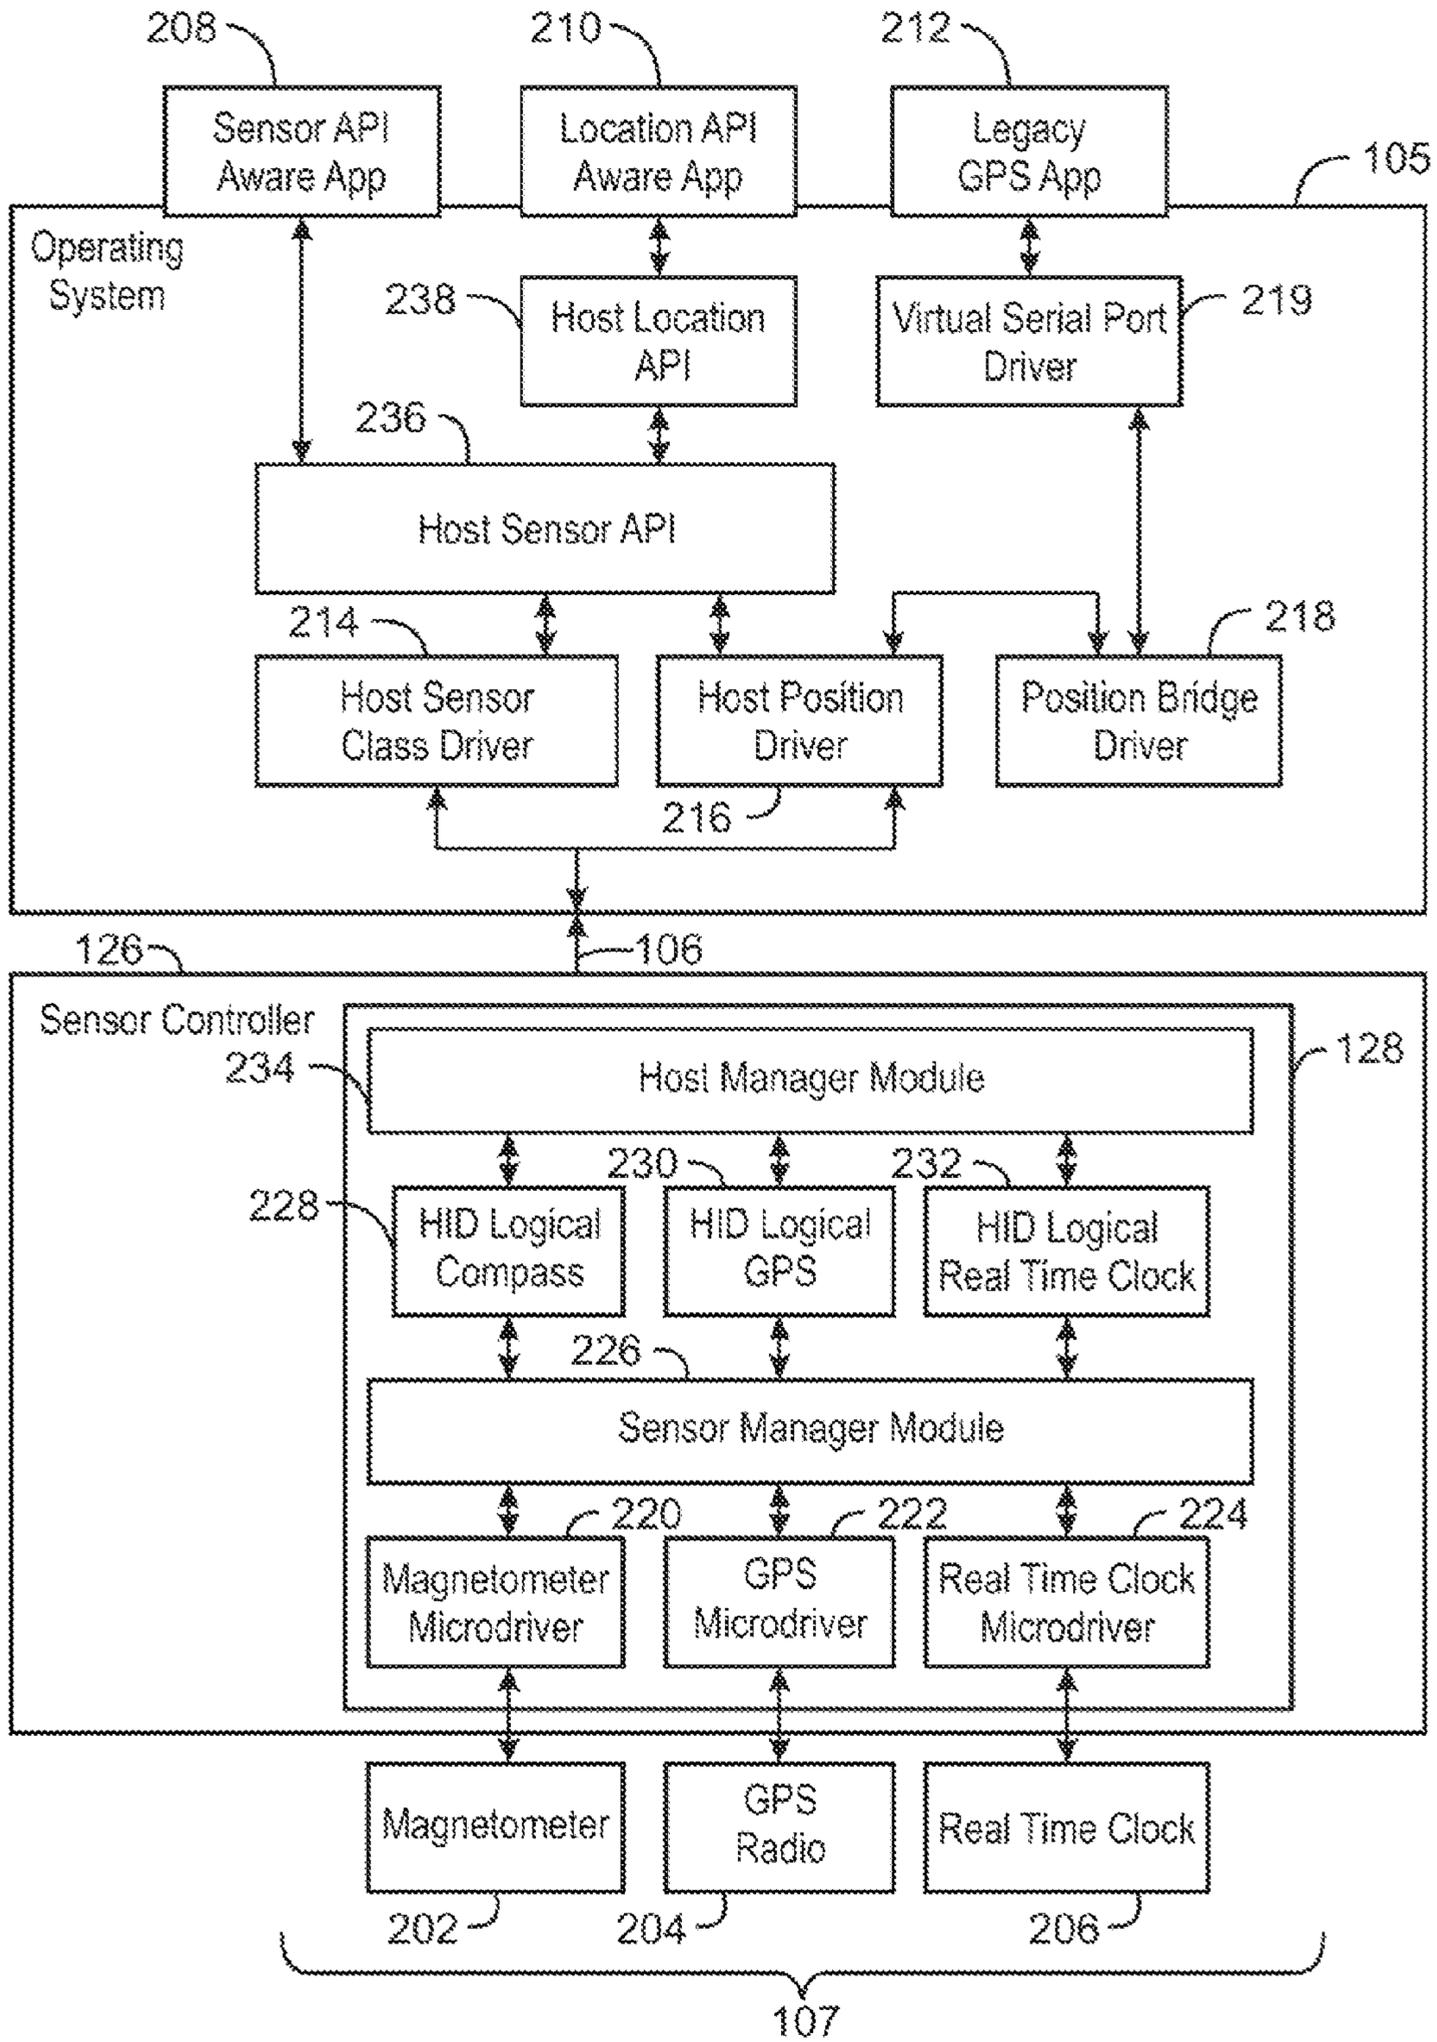 208
210
212
Sensor API
Aware App
Location API
Aware App
Legacy
GPS App
105
Operating
System
238
Host Location
API
Virtual Serial Port
Driver
219
236
Host Sensor API
214
218
Host Sensor
Class Driver
Host Position
Driver
Position Bridge
Driver
216
126
106
Sensor Controller
128
234
Host Manager Module
230
232
228
HID Logical
Compass
HID Logical
GPS
HID Logical
Real Time Clock
226
Sensor Manager Module
220
222
224
Magnetometer
Microdriver
GPS
Microdriver
Real Time Clock
Microdriver
Magnetometer
GPS
Radio
Real Time Clock
202
204
206
107